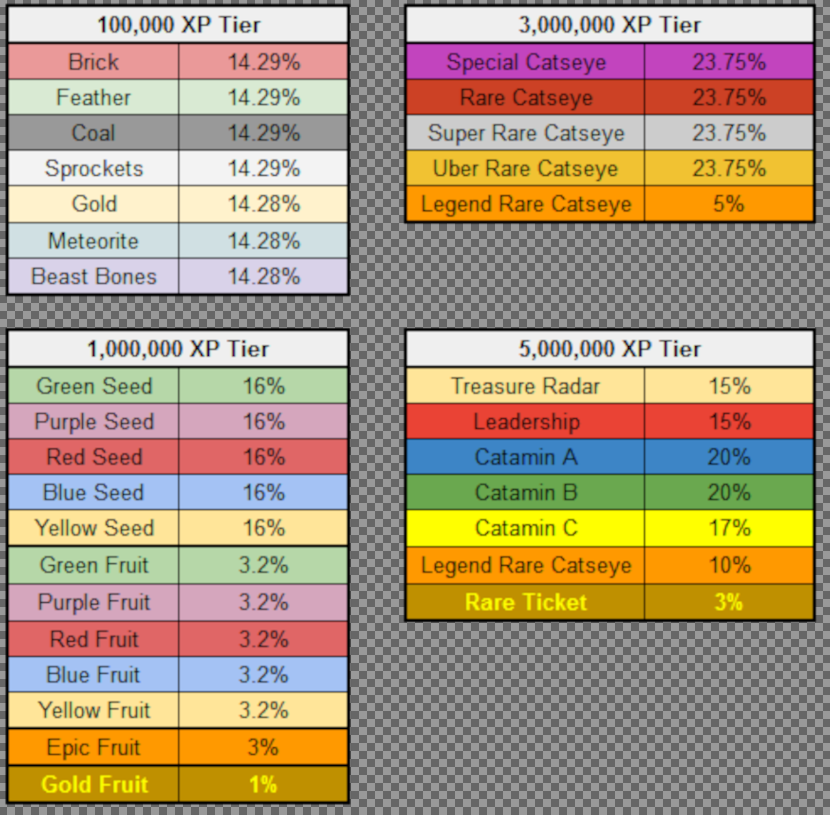 100,000 XP Tier
Brick 14.29%
Feather 14.29%
Coal 14.29%
Sprockets 14.29%
Gold 14.28%
Meteorite 14.28%
Beast Bones 14.28%
3,000,000 XP Tier
Special Catseye 23.75%
Rare Catseye 23.75%
Super Rare Catseye 23.75%
Uber Rare Catseye 23.75%
Legend Rare Catseye 5%
1,000,000 XP Tier
Green Seed 16%
Purple Seed 16%
Red Seed 16%
Blue Seed 16%
Yellow Seed 16%
Green Fruit 3.2%
Purple Fruit 3.2%
Red Fruit 3.2%
Blue Fruit 3.2%
Yellow Fruit 3.2%
Epic Fruit 3%
Gold Fruit 1%
5,000,000 XP Tier
Treasure Radar 15%
Leadership 15%
Catamin A 20%
Catamin B 20%
Catamin C 17%
Legend Rare Catseye 10%
Rare Ticket 3%